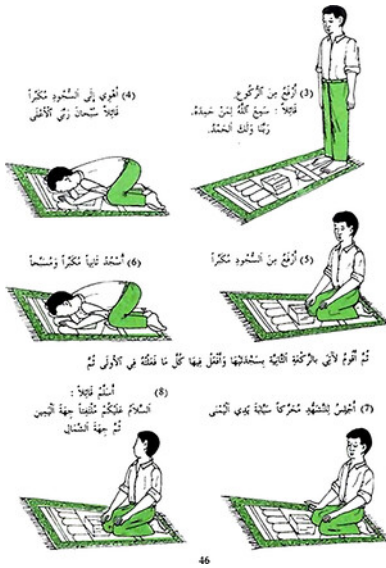 (3) أَرْفَعُ مِنَ الرُّكُوعِ
قَائِلاً : سَمِعَ اللهُ لِمَنْ حَمِدَهُ.
رَبَّنَا وَلَكَ الْحَمْدُ.
(4) أَهْوِي إِلَى السُّجُودِ مُكَبِّراً
قَائِلاً سُبْحَانَ رَبِّيَ الْأَعْلَى
(5) أَرْفَعُ مِنَ السُّجُودِ مُكَبِّراً
(6) أَسْجُدُ ثَانِياً مُكَبِّراً وَمُسَبِّحاً
ثُمَّ أَقُومُ لِآتِيَ بِالرَّكْعَةِ الثَّانِيَةِ بِسَجْدَتَيْهَا وَأَفْعَلُ فِيهَا كُلَّ مَا فَعَلْتُهُ فِي الْأُولَى ثُمَّ
(7) أَجْلِسُ لِلتَّشَهُّدِ مُحَرِّكاً سَبَّابَةَ يَدِي الْيُمْنَى
(8) أُسَلِّمُ قَائِلاً :
السَّلَامُ عَلَيْكُمْ مُلْتَفِتاً جِهَةَ الْيَمِينِ
ثُمَّ جِهَةَ الشِّمَالِ
46